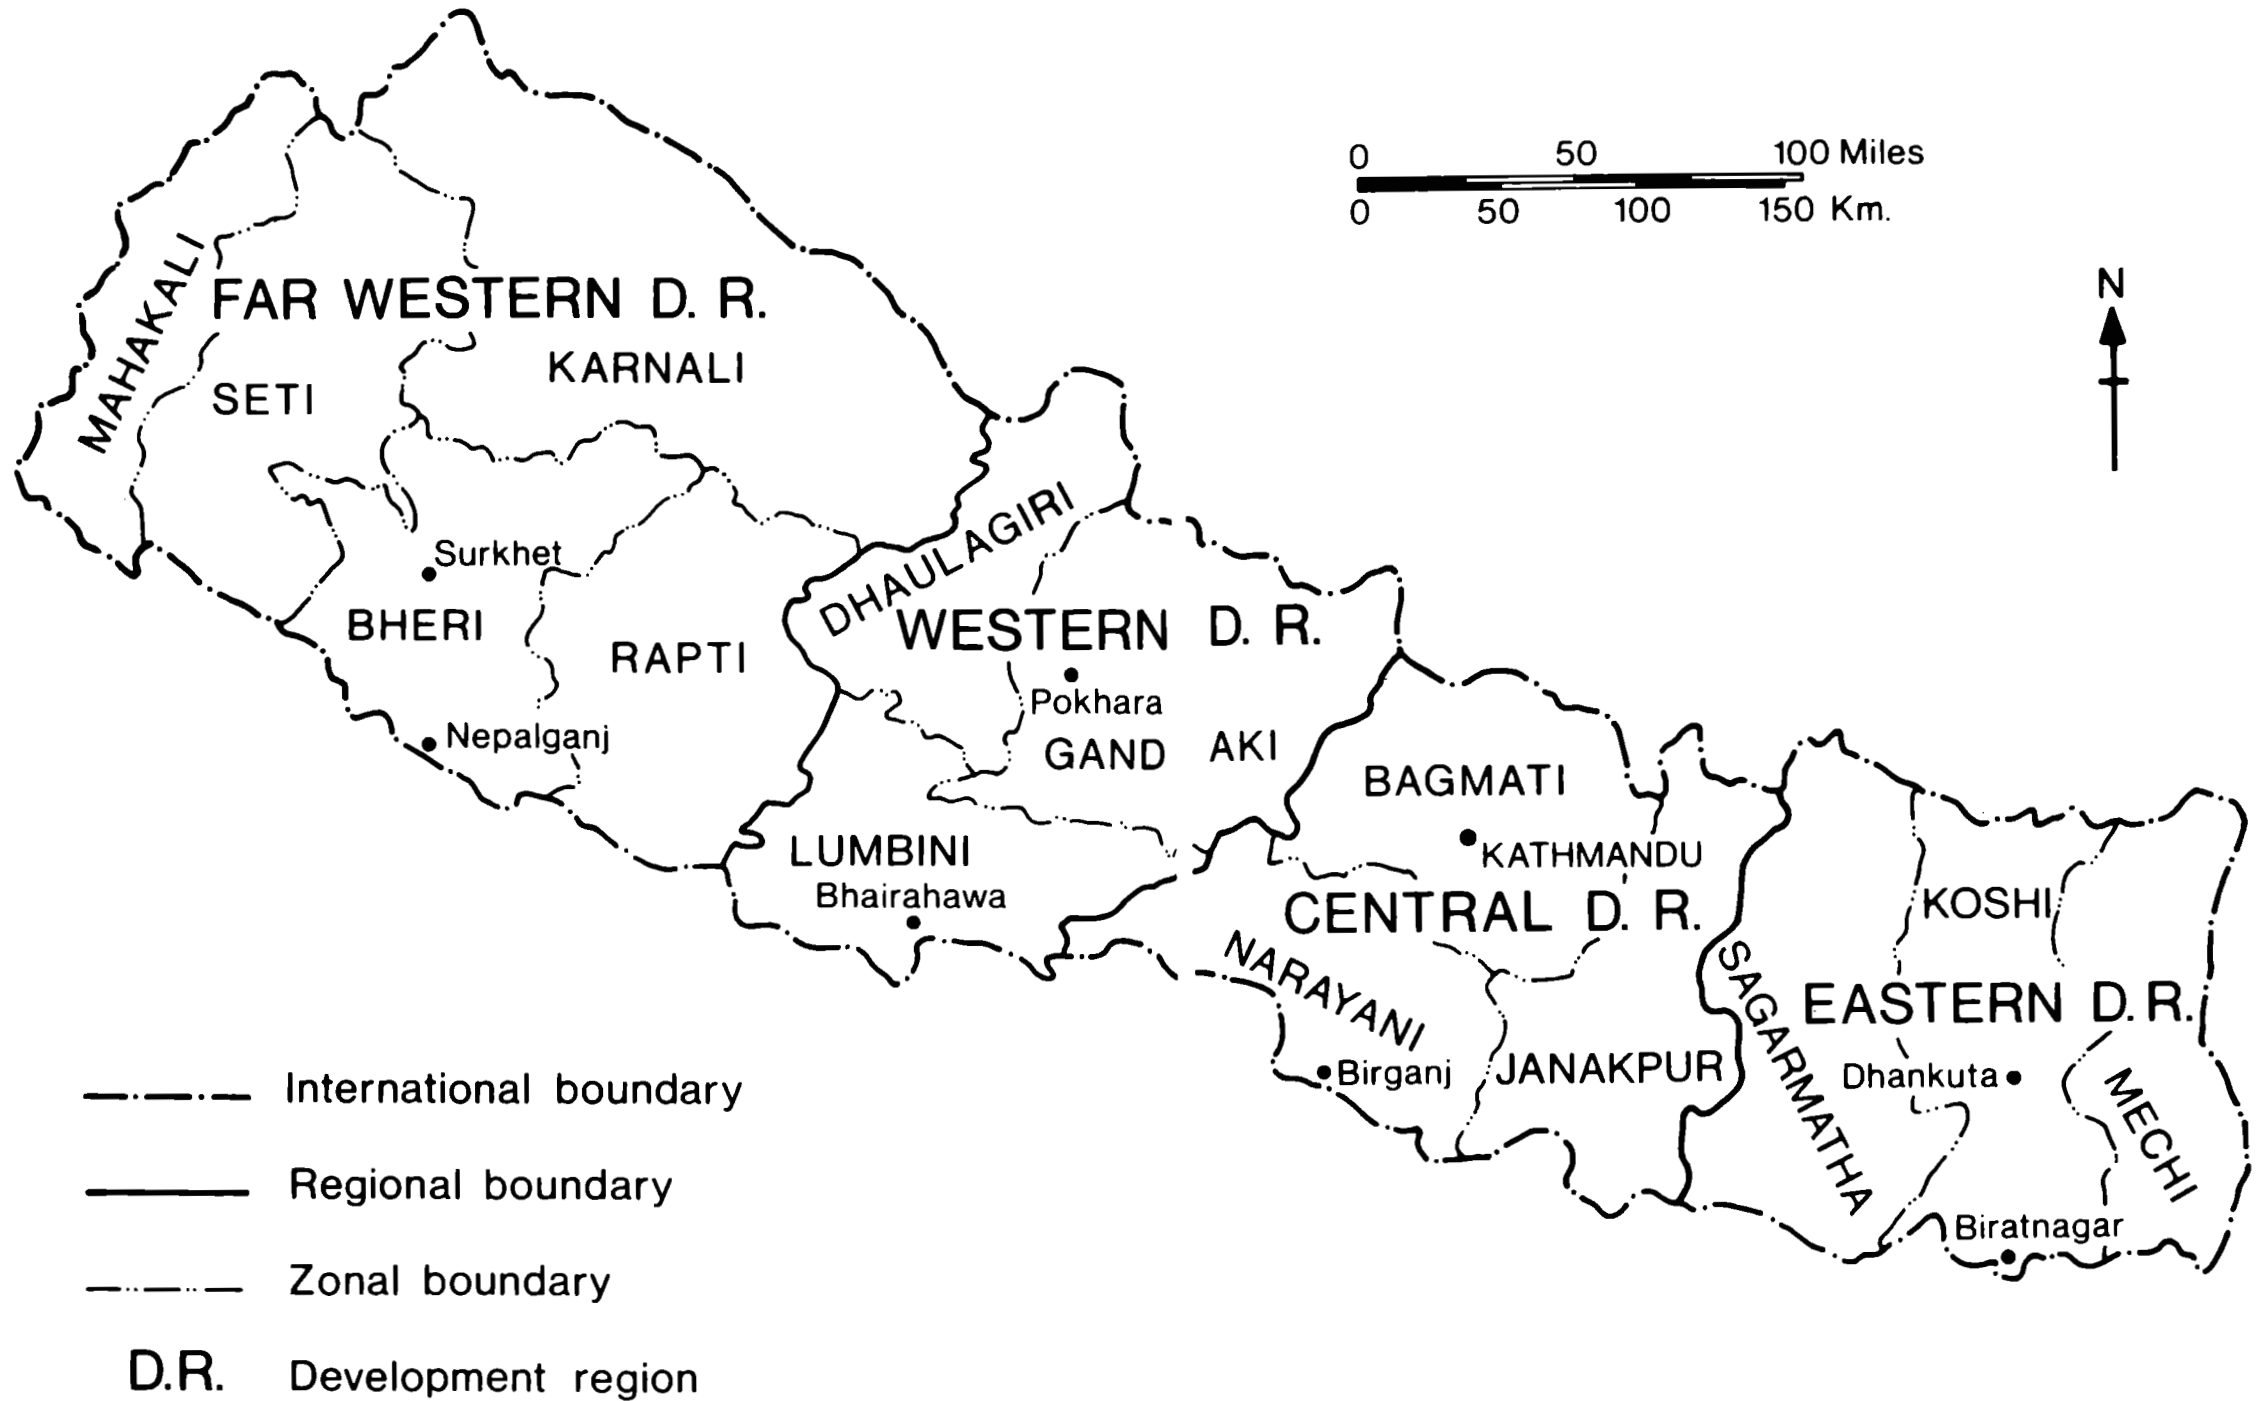 0 50 100 Miles
0 50 100 150 Km.
N
MAHAKALI
FAR WESTERN D. R.
KARNALI
SETI
Surkhet
BHERI
RAPTI
Nepalganj
DHAULAGIRI
WESTERN D. R.
Pokhara
GAND AKI
LUMBINI
Bhairahawa
BAGMATI
KATHMANDU
CENTRAL D. R.
NARAYANI
Birganj
JANAKPUR
SAGARMATHA
KOSHI
EASTERN D. R.
Dhankuta
MECHI
Biratnagar
International boundary
Regional boundary
Zonal boundary
D.R. Development region